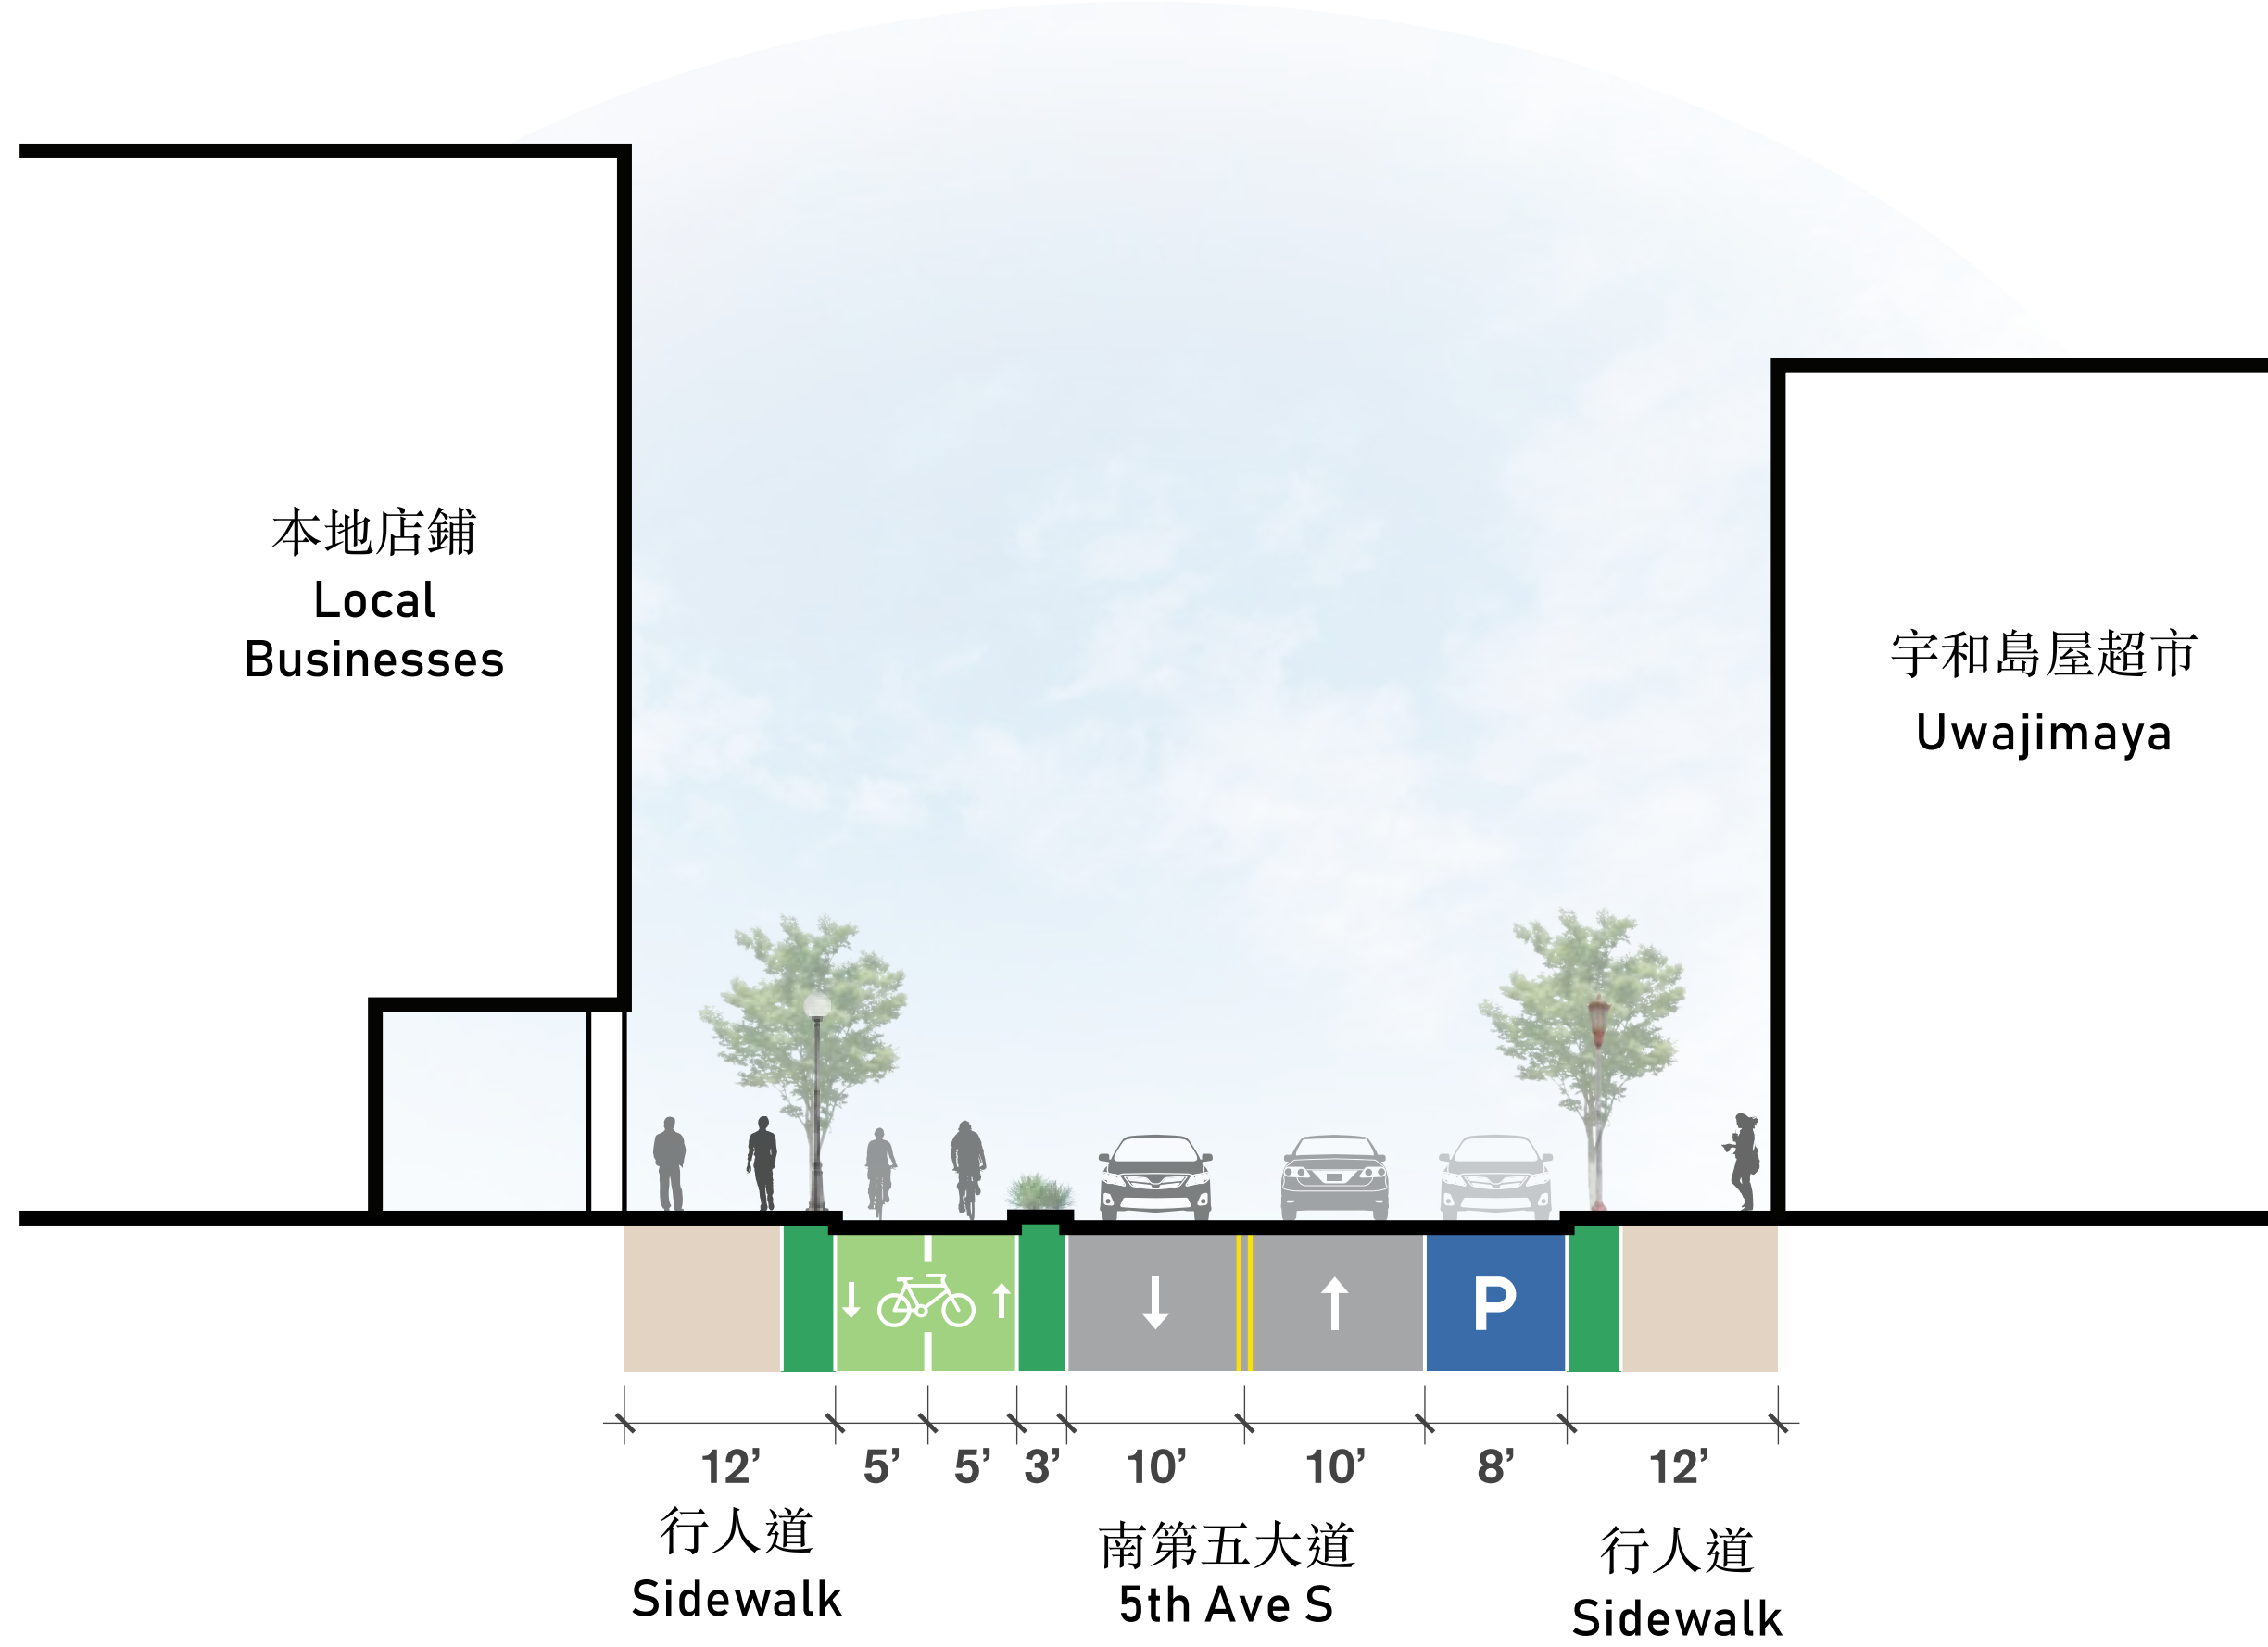 本地店鋪
Local
Businesses
宇和島屋超市
Uwajimaya
P
12’ 5’ 5’ 3’ 10’ 10’ 8’ 12’
行人道
Sidewalk
南第五大道
5th Ave S
行人道
Sidewalk